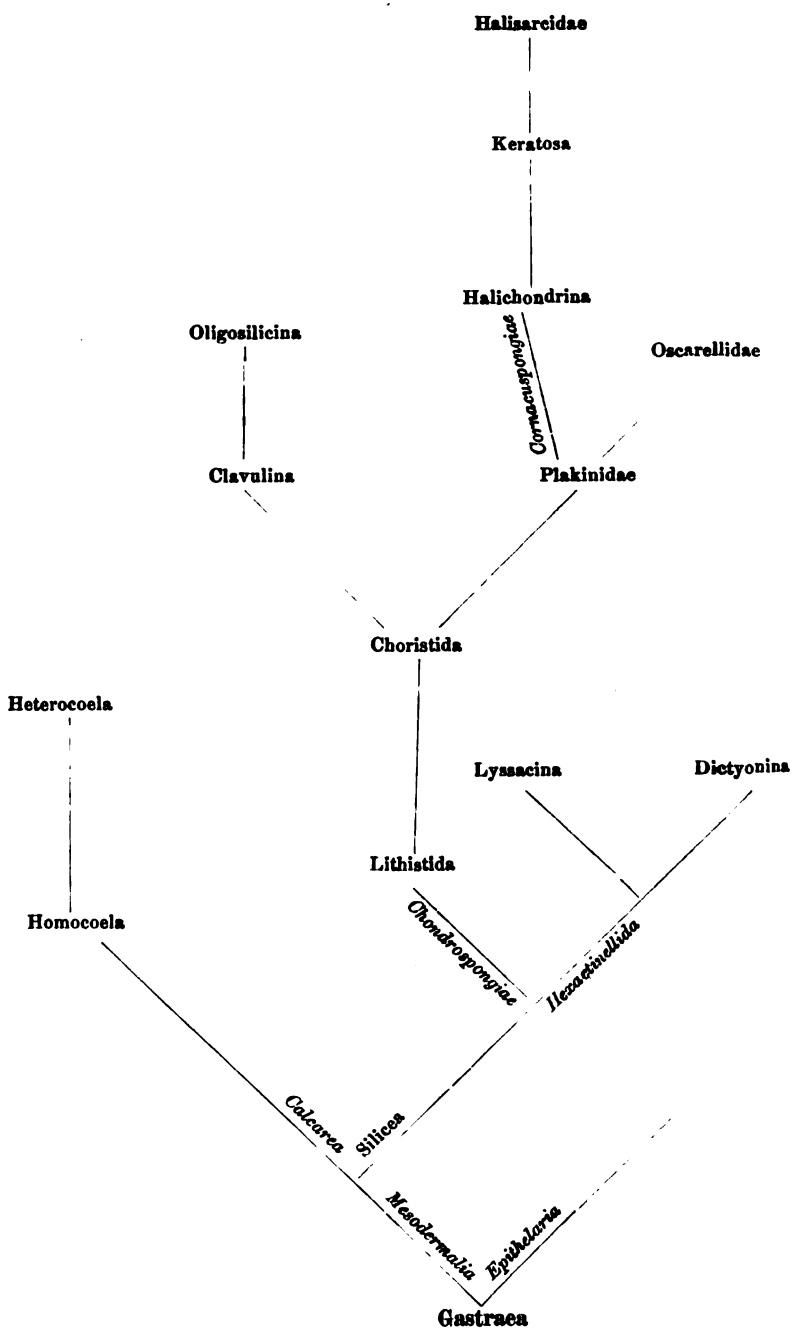 Halisarcidae
Keratosa
Halichondrina
Oligosilicina
Cornacuspongiae
Oscarellidae
Clavulina
Plakinidae
Choristida
Heterocoela
Lyssacina
Dictyonina
Lithistida
Homocoela
Chondrospongiae
Hexactinellida
Calcarea
Silicea
Mesodermalia
Epithelaria
Gastraea